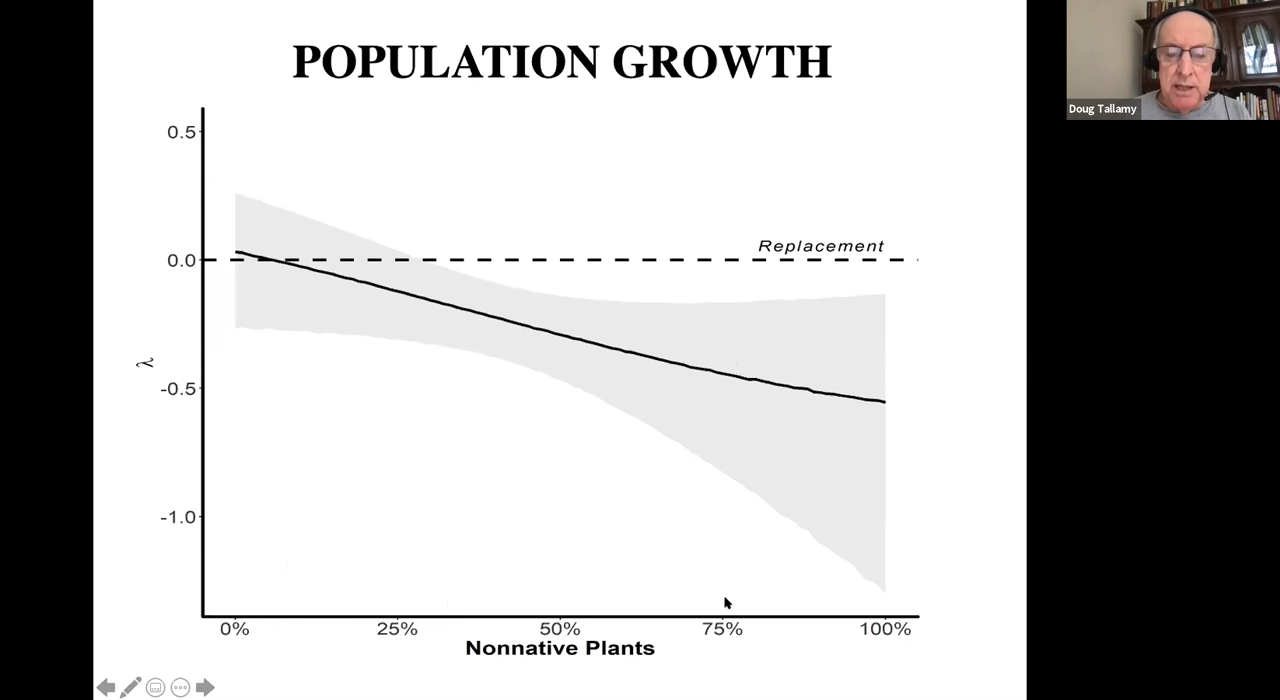 POPULATION GROWTH
Doug Tallamy
0.5
Replacement
0.0
λ
-0.5
-1.0
0% 25% 50% 75% 100%
Nonnative Plants